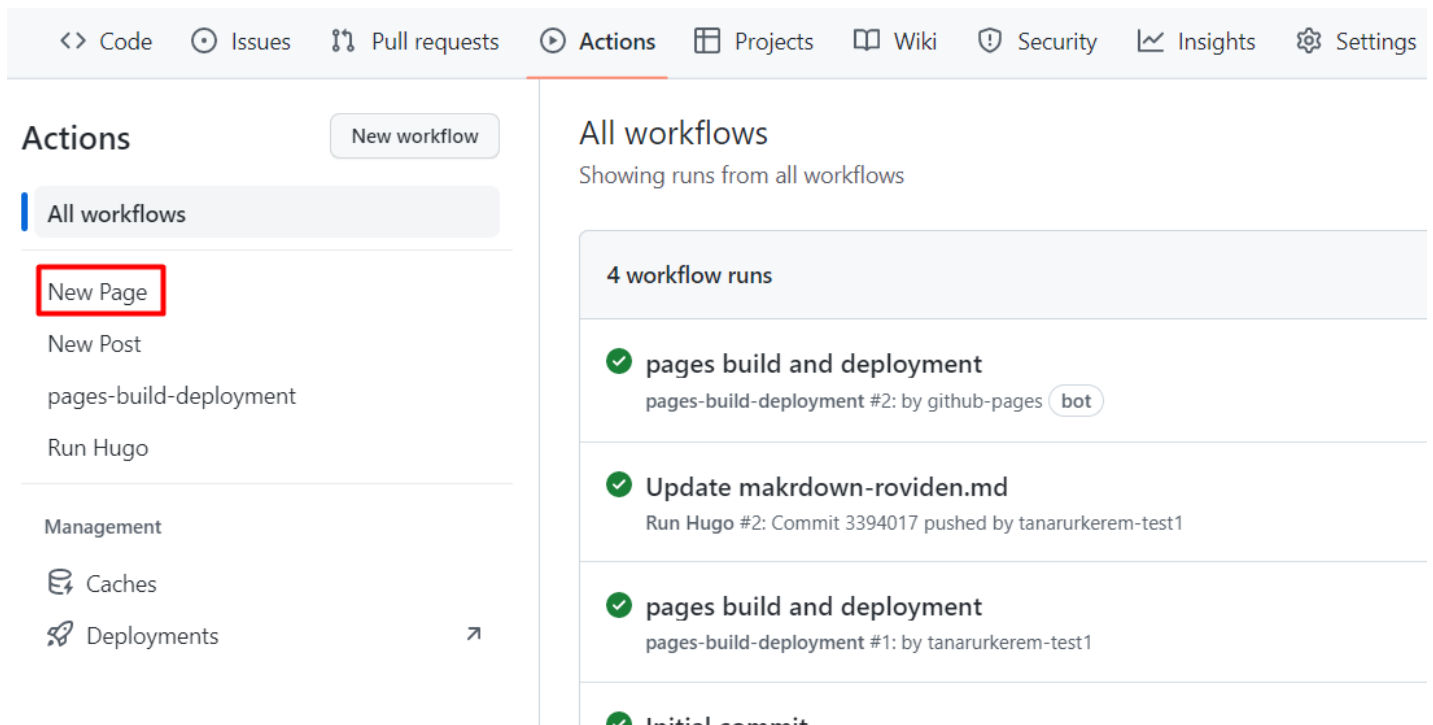 Code Issues Pull requests Actions Projects Wiki Security Insights Settings
Actions
New workflow
All workflows
New Page
New Post
pages-build-deployment
Run Hugo
Management
Caches
Deployments
All workflows
Showing runs from all workflows
4 workflow runs
pages build and deployment
pages-build-deployment #2: by github-pages bot
Update makrdown-roviden.md
Run Hugo #2: Commit 3394017 pushed by tanarurkerem-test1
pages build and deployment
pages-build-deployment #1: by tanarurkerem-test1
Initial commit